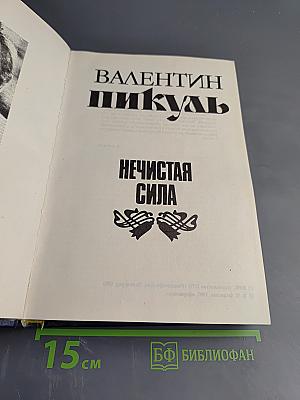 ВАЛЕНТИН
ПИКУЛЬ
НЕЧИСТАЯ
СИЛА
15 см
БФ БИБЛИОФАН